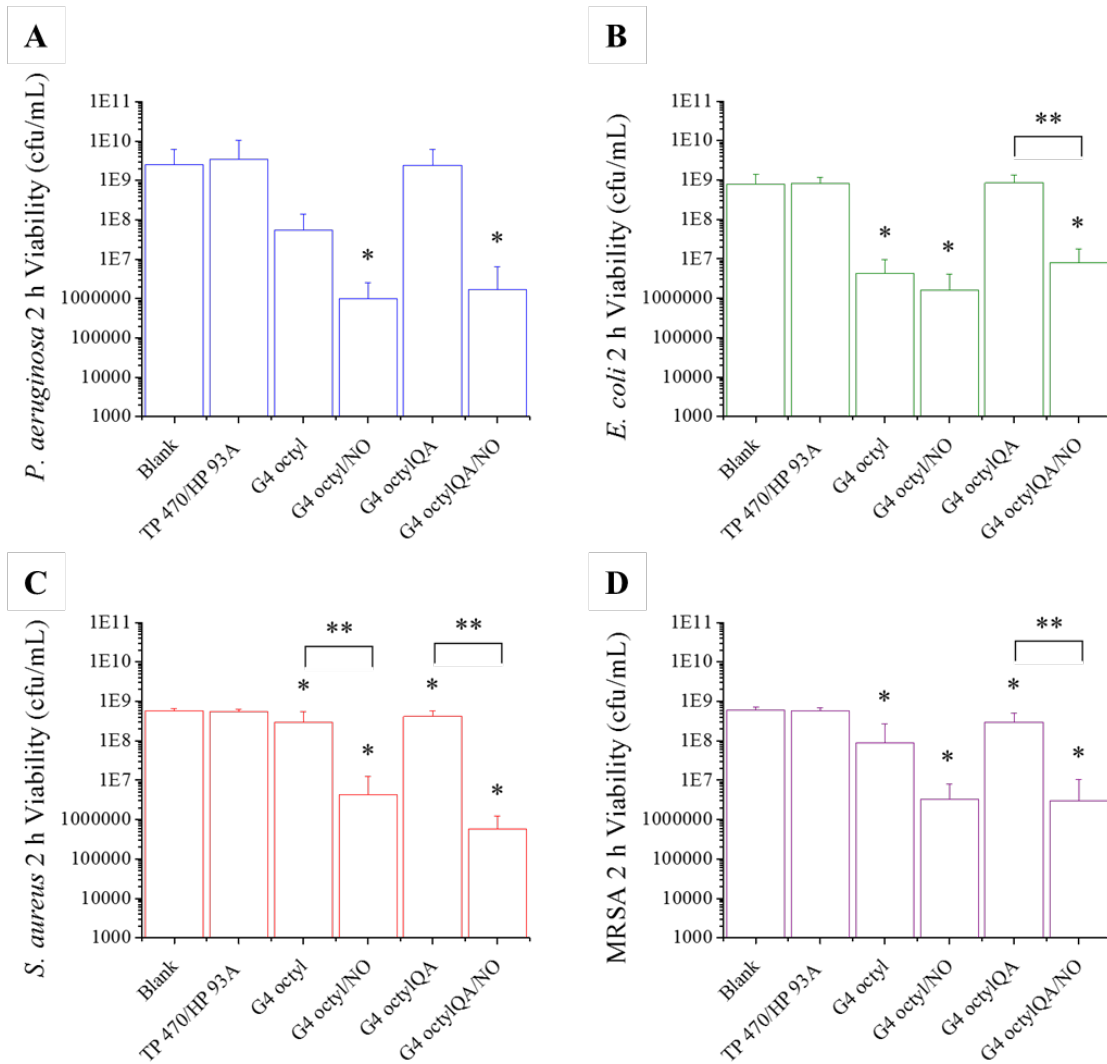 A
P. aeruginosa 2 h Viability (cfu/mL)
1E11
1E10
1E9
1E8
1E7
1000000
100000
10000
1000
*
*
Blank
TP 470/HP 93A
G4 octyl
G4 octyl/NO
G4 octylQA
G4 octylQA/NO
B
E. coli 2 h Viability (cfu/mL)
1E11
1E10
1E9
1E8
1E7
1000000
100000
10000
1000
**
*
*
*
Blank
TP 470/HP 93A
G4 octyl
G4 octyl/NO
G4 octylQA
G4 octylQA/NO
C
S. aureus 2 h Viability (cfu/mL)
1E11
1E10
1E9
1E8
1E7
1000000
100000
10000
1000
**
**
*
*
*
*
Blank
TP 470/HP 93A
G4 octyl
G4 octyl/NO
G4 octylQA
G4 octylQA/NO
D
MRSA 2 h Viability (cfu/mL)
1E11
1E10
1E9
1E8
1E7
1000000
100000
10000
1000
**
*
*
*
*
Blank
TP 470/HP 93A
G4 octyl
G4 octyl/NO
G4 octylQA
G4 octylQA/NO